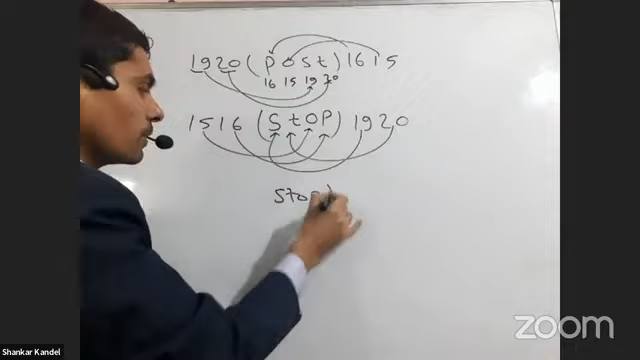 1920 (post) 1615
16 15 19 20
1516 (StOP) 1920
Stop
Shankar Kandel
zoom